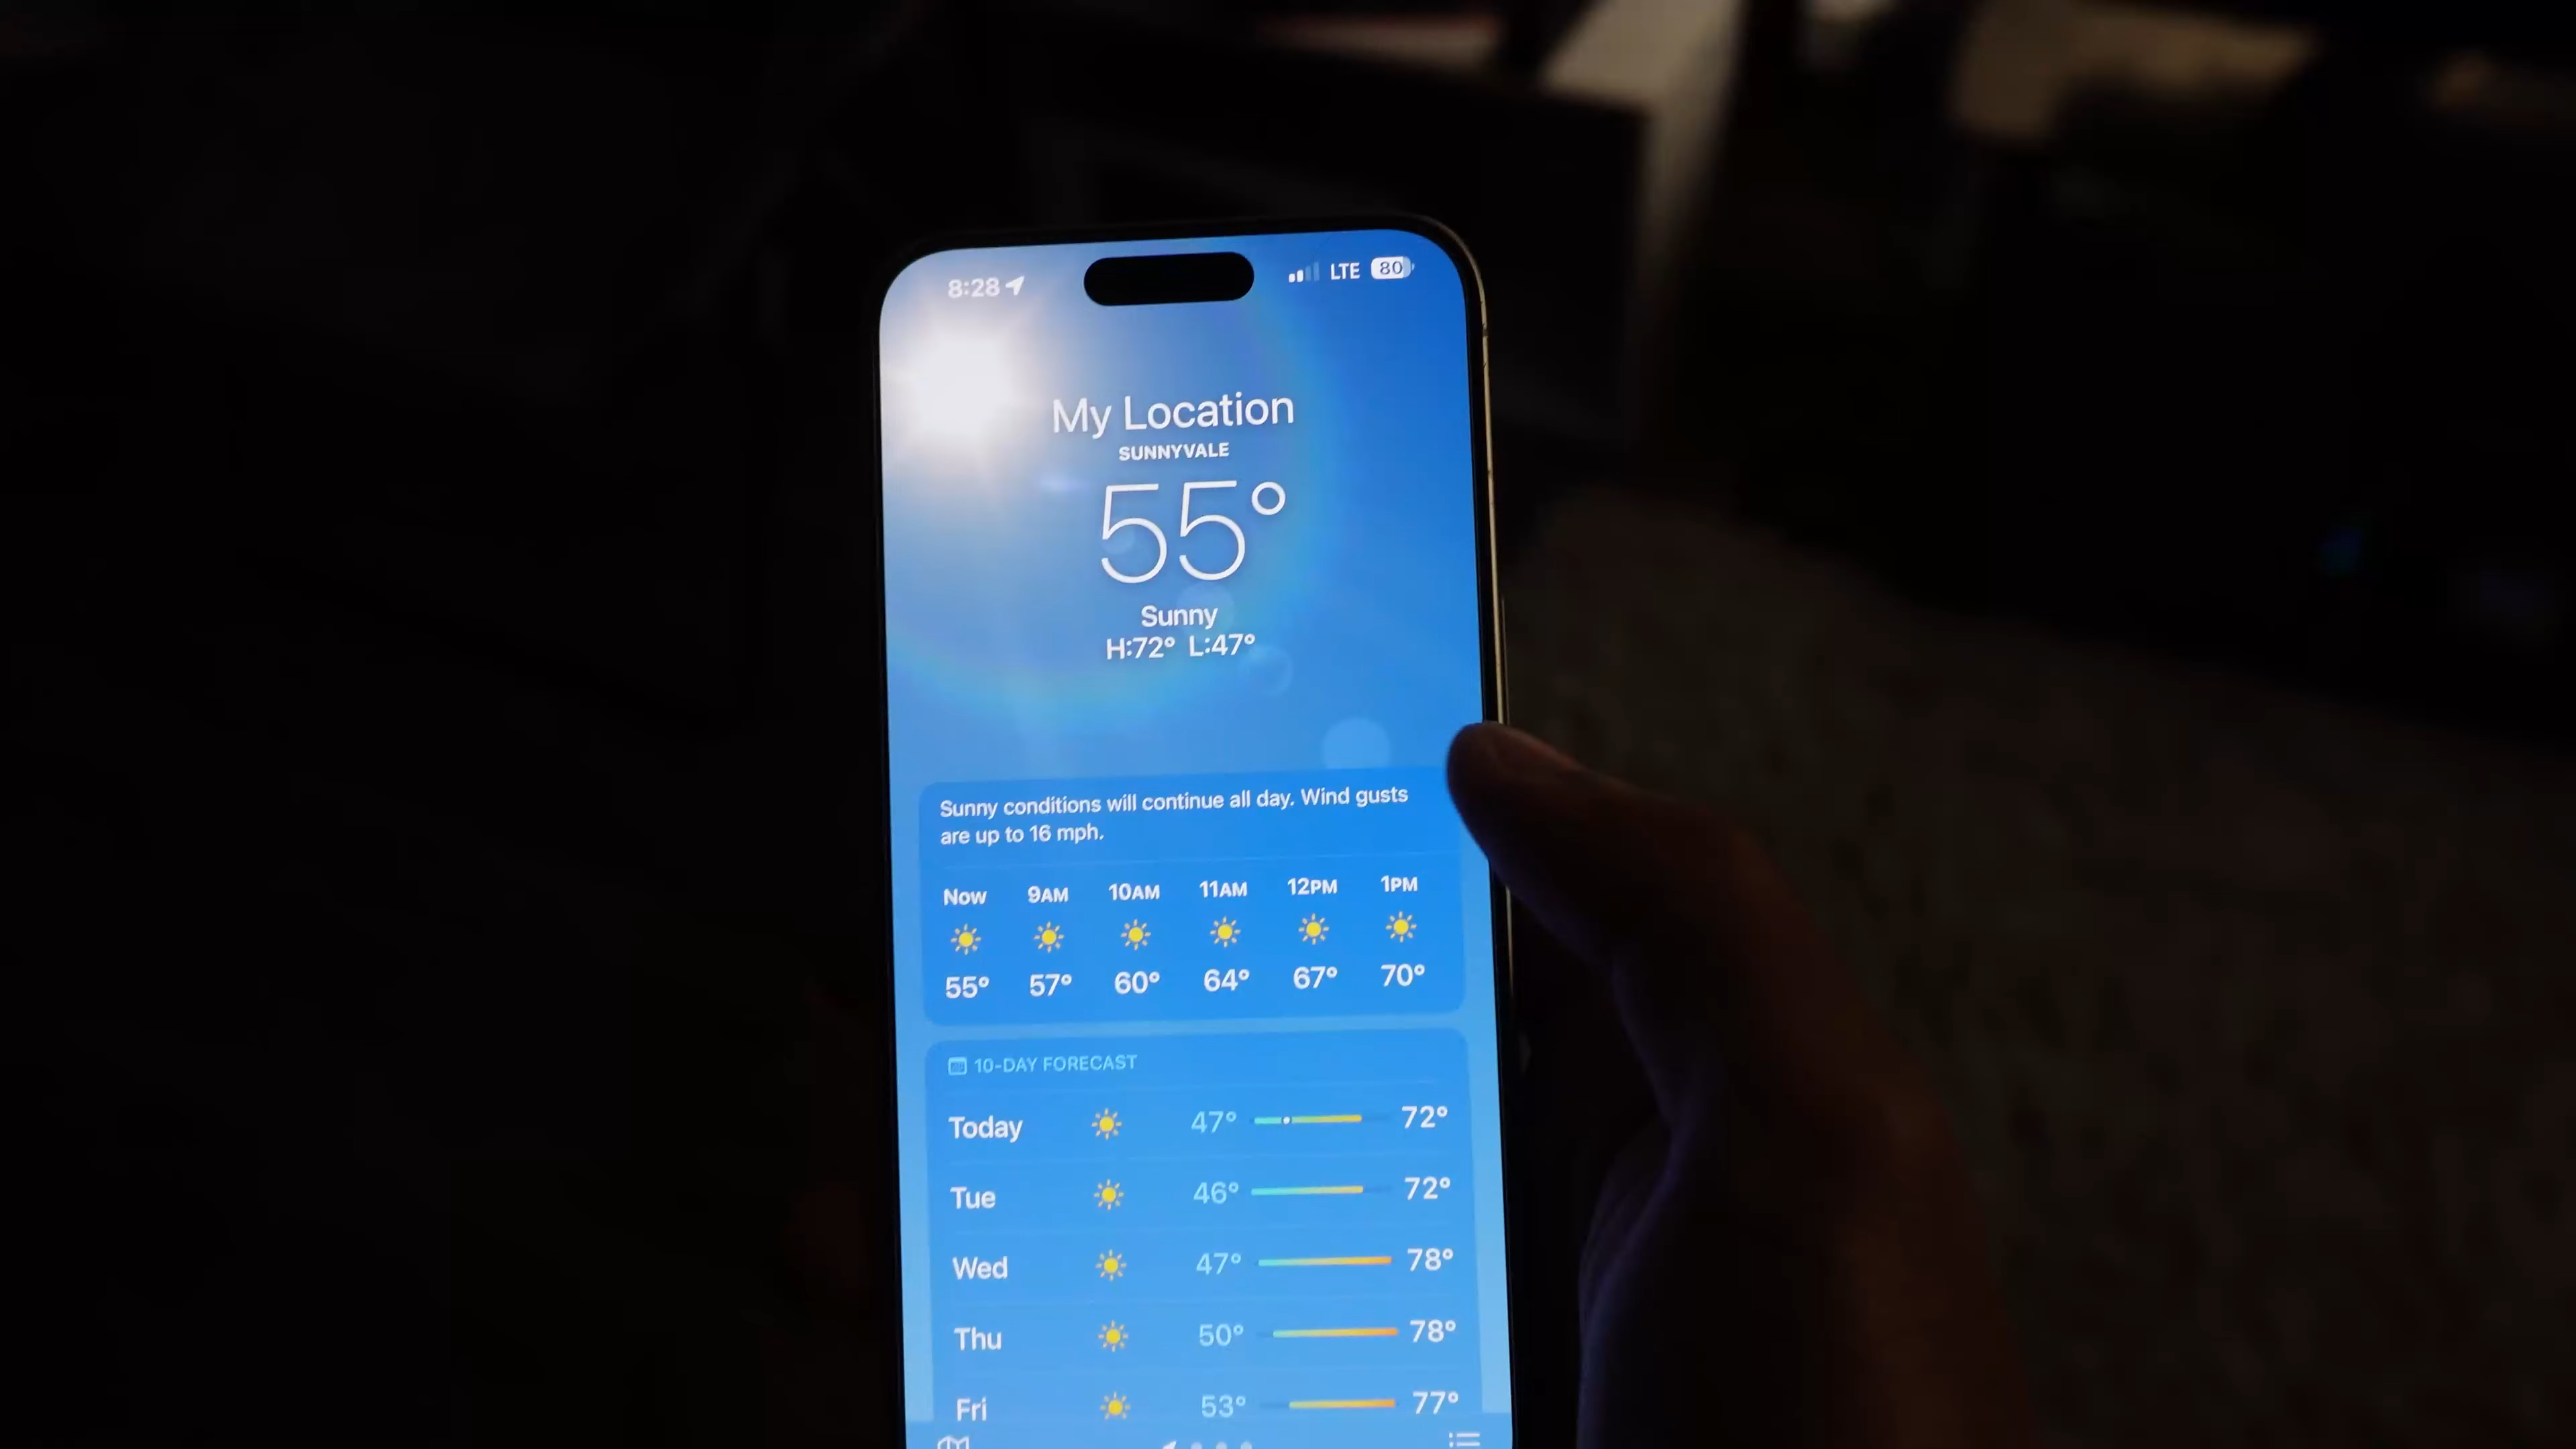 8:28 LTE 80
My Location
SUNNYVALE
55°
Sunny
H:72° L:47°
Sunny conditions will continue all day. Wind gusts
are up to 16 mph.
Now 9AM 10AM 11AM 12PM 1PM
55° 57° 60° 64° 67° 70°
10-DAY FORECAST
Today 47° 72°
Tue 46° 72°
Wed 47° 78°
Thu 50° 78°
Fri 53° 77°